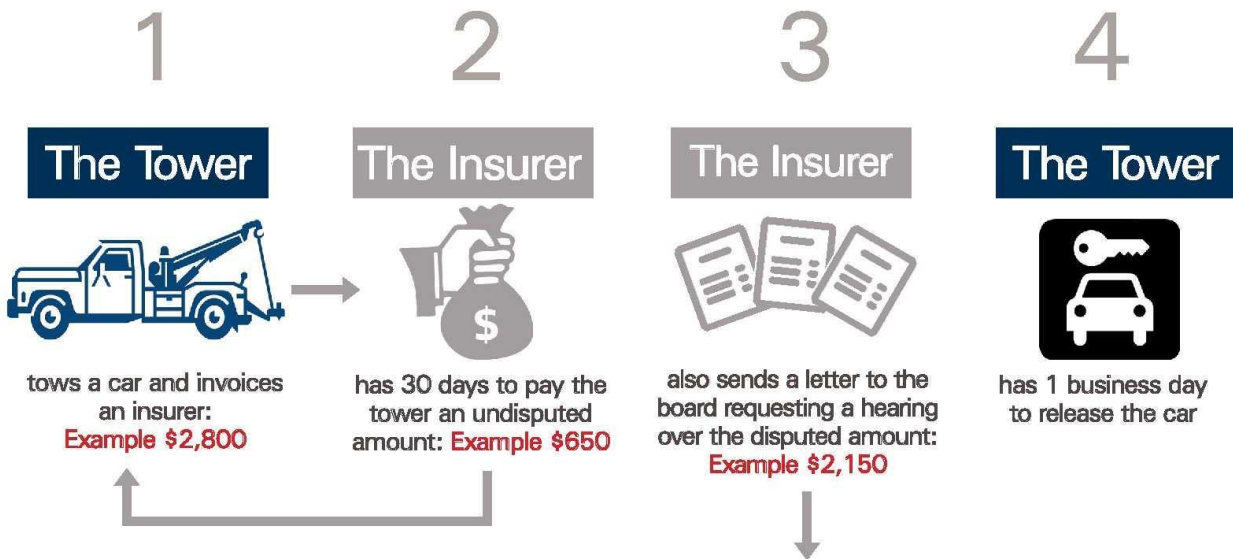 1
2
3
4
The Tower
The Insurer
The Insurer
The Tower
$
tows a car and invoices
an insurer:
Example $2,800
has 30 days to pay the
tower an undisputed
amount: Example $650
also sends a letter to the
board requesting a hearing
over the disputed amount:
Example $2,150
has 1 business day
to release the car